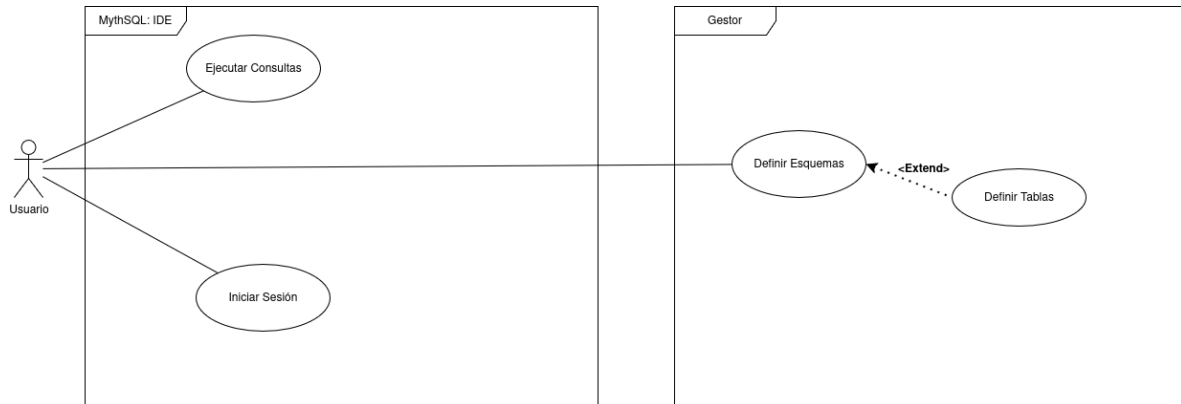 MythSQL: IDE
Gestor
Ejecutar Consultas
Definir Esquemas
<Extend>
Definir Tablas
Usuario
Iniciar Sesión